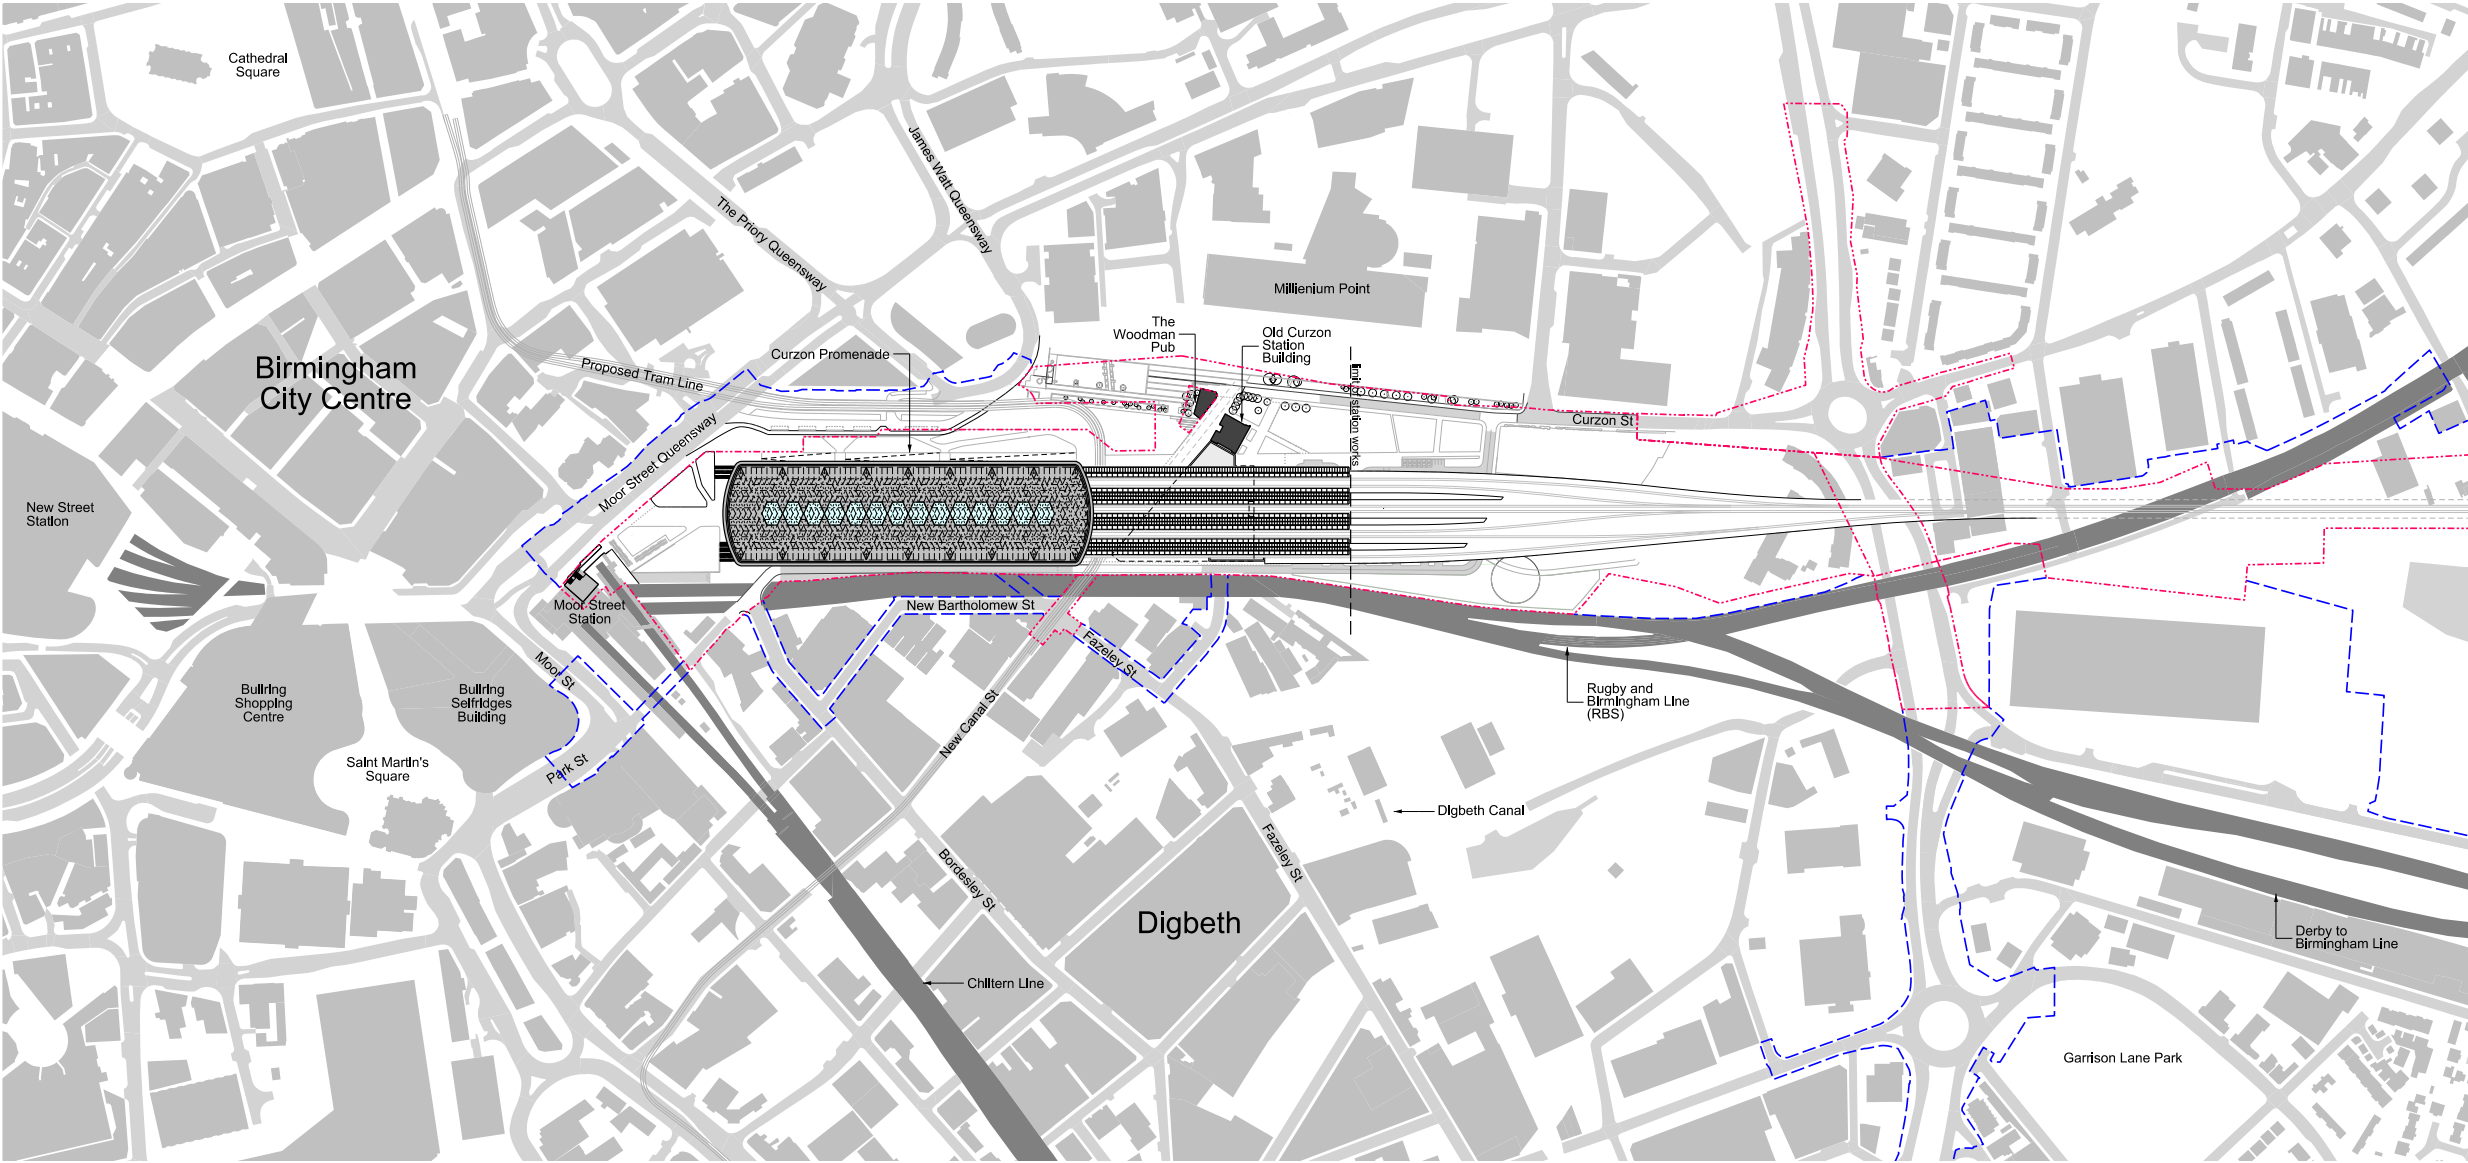 Cathedral
Square
James Watt Queensway
The Priory Queensway
Millienium Point
The
Woodman
Pub
Old Curzon
Station
Building
Curzon Promenade
Proposed Tram Line
Birmingham
City Centre
limit of station works
Curzon St
Moor Street Queensway
New Street
Station
Moor Street
Station
New Bartholomew St
Fazeley St
Moor St
Bullring
Shopping
Centre
Bullring
Selfridges
Building
New Canal St
Rugby and
Birmingham Line
(RBS)
Saint Martin's
Square
Park St
Digbeth Canal
Fazeley St
Bordesley St
Digbeth
Derby to
Birmingham Line
Chiltern Line
Garrison Lane Park